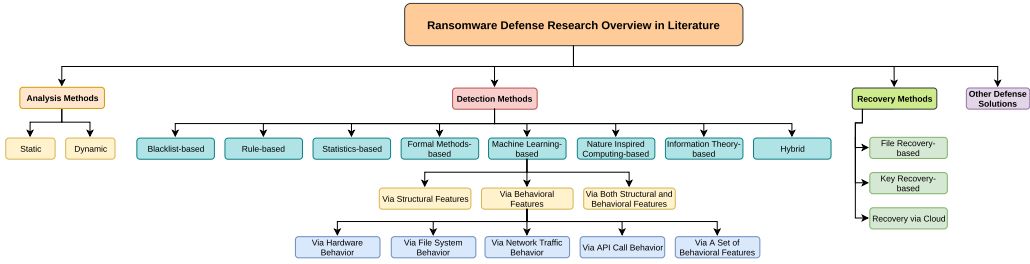 Ransomware Defense Research Overview in Literature
Analysis Methods
Detection Methods
Recovery Methods
Other Defense
Solutions
Static
Dynamic
Blacklist-based
Rule-based
Statistics-based
Formal Methods-
based
Machine Learning-
based
Nature Inspired
Computing-based
Information Theory-
based
Hybrid
File Recovery-
based
Key Recovery-
based
Recovery via Cloud
Via Structural Features
Via Behavioral
Features
Via Both Structural and
Behavioral Features
Via Hardware
Behavior
Via File System
Behavior
Via Network Traffic
Behavior
Via API Call Behavior
Via A Set of
Behavioral Features